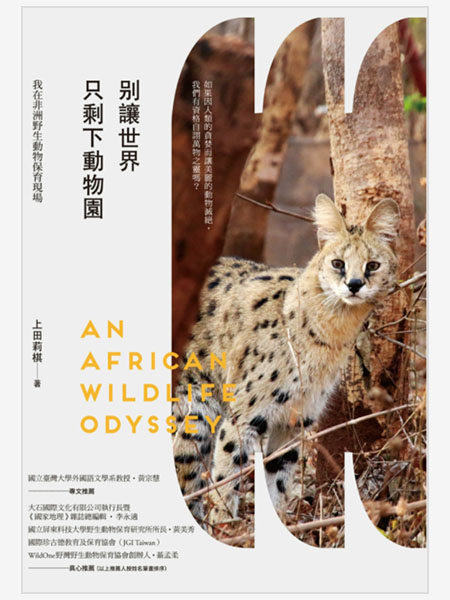 別讓世界
只剩下動物園
我在非洲野生動物保育現場
如果因人類的貪婪而讓美麗的動物滅絕，
我們有資格自詡萬物之靈嗎？
上田莉棋——著
AN
AFRICAN
WILDLIFE
ODYSSEY
國立臺灣大學外國語文學系教授・黃宗慧
——專文推薦
大石國際文化有限公司執行長暨
《國家地理》雜誌總編輯・李永適
國立屏東科技大學野生動物保育研究所所長・黃美秀
國際珍古德教育及保育協會（JGI Taiwan）
WildOne野灣野生動物保育協會創辦人・綦孟柔
——真心推薦（以上推薦人按姓名筆畫排序）